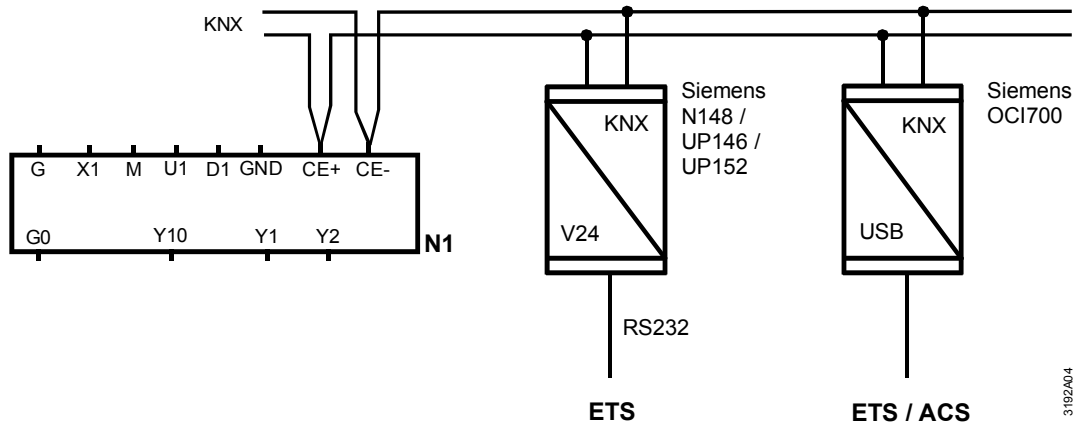 KNX
G X1 M U1 D1 GND CE+ CE-
G0 Y10 Y1 Y2
N1
KNX
V24
Siemens
N148 /
UP146 /
UP152
RS232
ETS
KNX
USB
Siemens
OCI700
ETS / ACS
3192A04